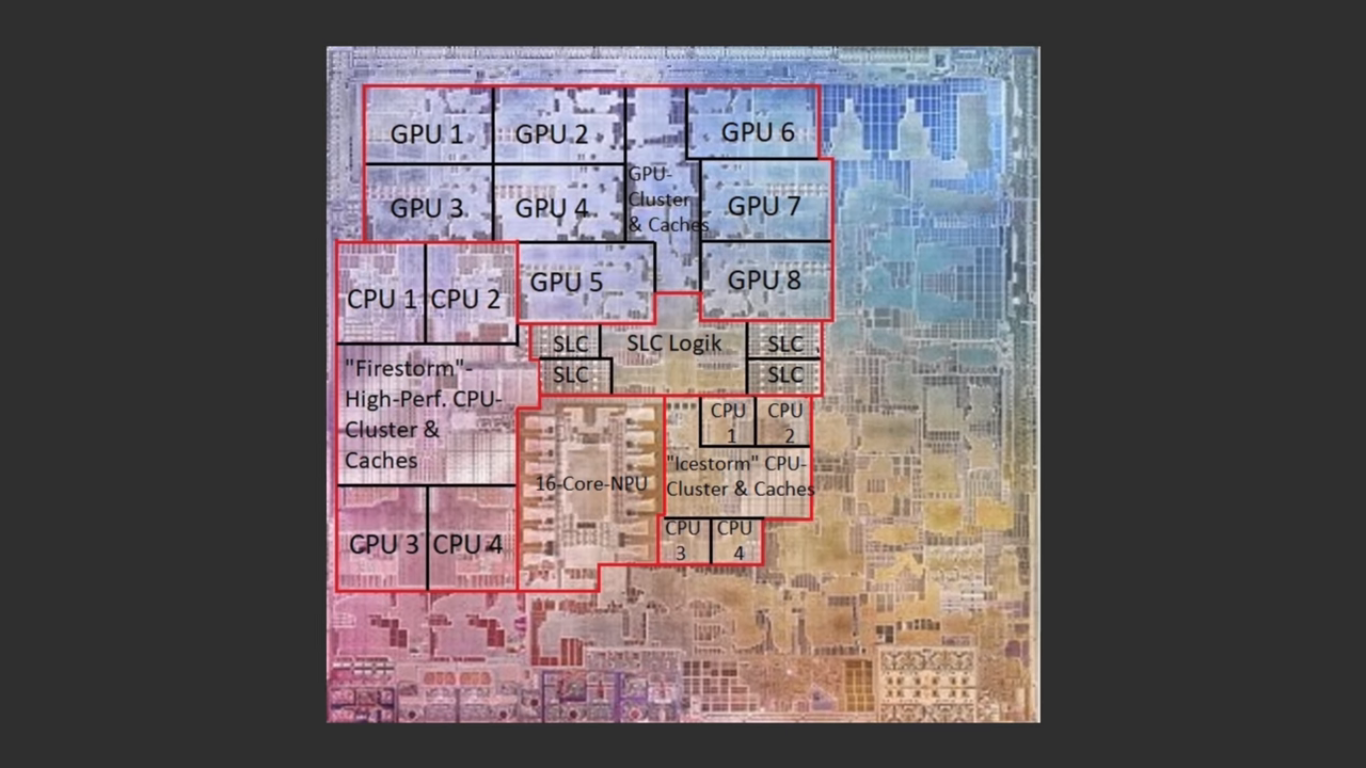 GPU 1
GPU 2
GPU 6
GPU-
Cluster
& Caches
GPU 3
GPU 4
GPU 7
GPU 5
GPU 8
CPU 1
CPU 2
SLC
SLC Logik
SLC
SLC
SLC
"Firestorm"-
High-Perf. CPU-
Cluster &
Caches
CPU
1
CPU
2
"Icestorm" CPU-
Cluster & Caches
16-Core-NPU
CPU 3
CPU 4
CPU
3
CPU
4